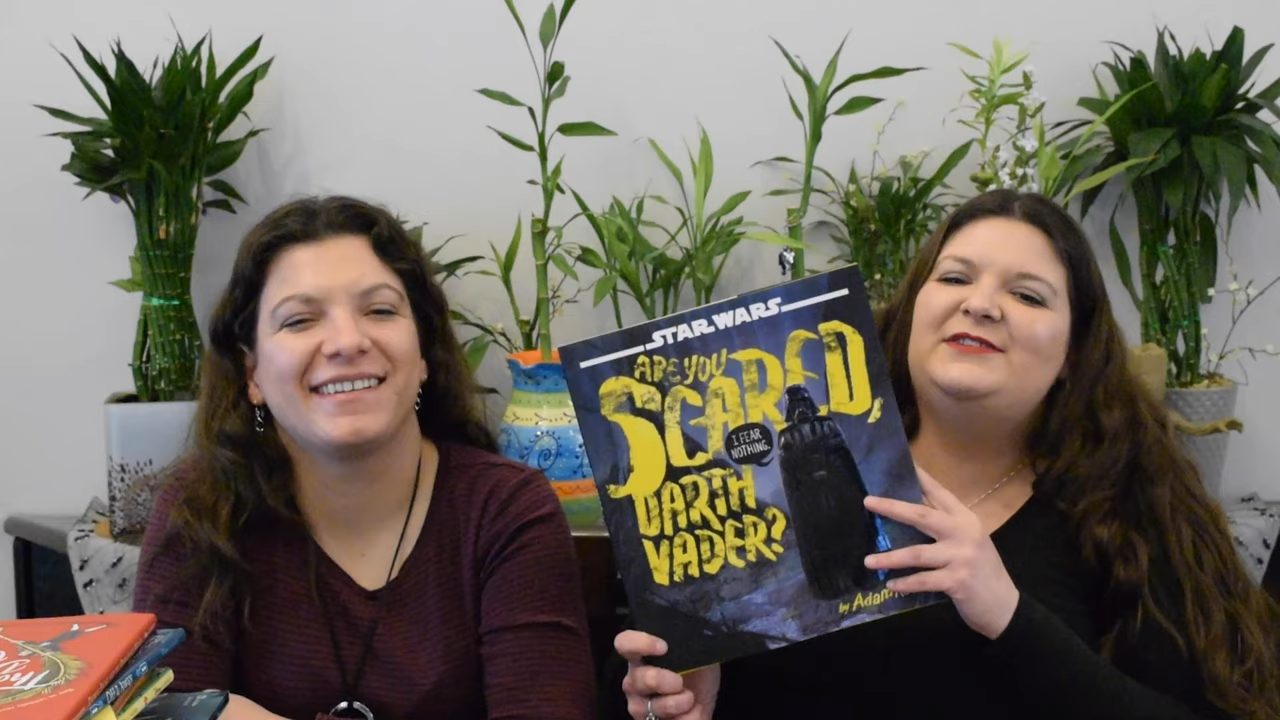 STAR WARS
ARE YOU
SCARED,
DARTH
VADER?
I FEAR
NOTHING.
by Adam